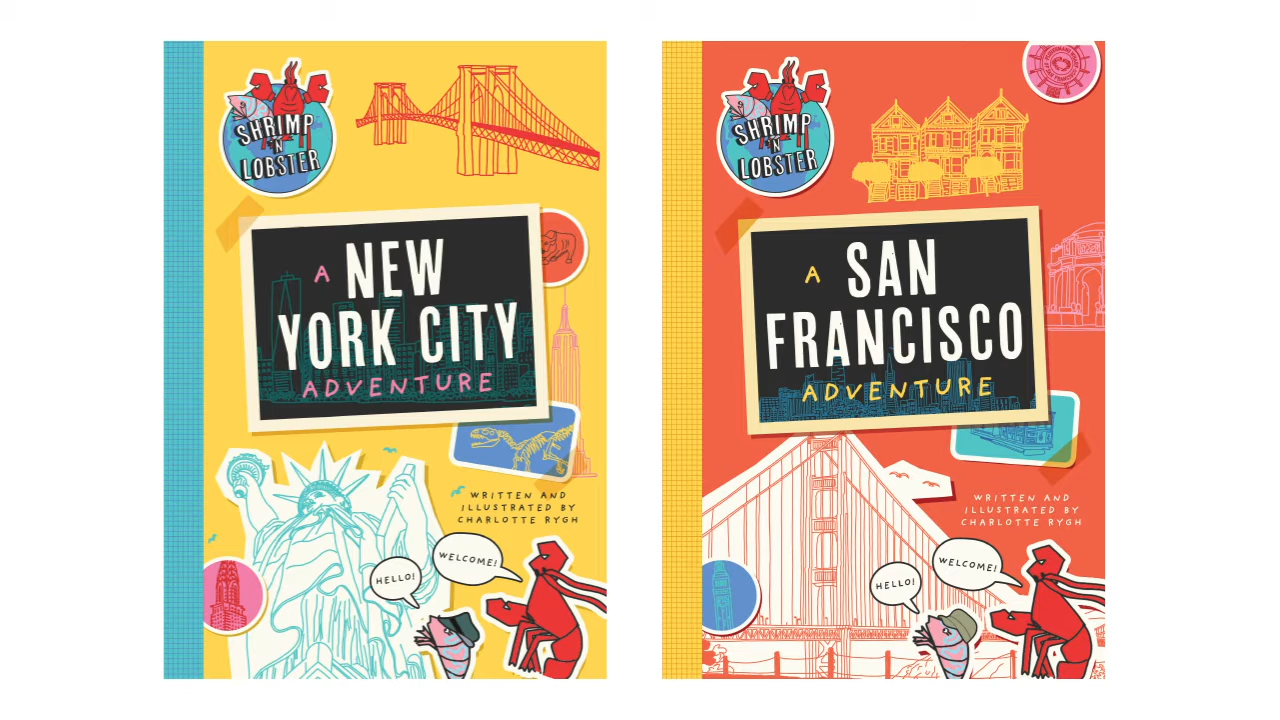 SHRIMP
'N
LOBSTER
A NEW
YORK CITY
ADVENTURE
WRITTEN AND
ILLUSTRATED BY
CHARLOTTE RYGH
WELCOME!
HELLO!
SHRIMP
'N
LOBSTER
A SAN
FRANCISCO
ADVENTURE
WRITTEN AND
ILLUSTRATED BY
CHARLOTTE RYGH
WELCOME!
HELLO!